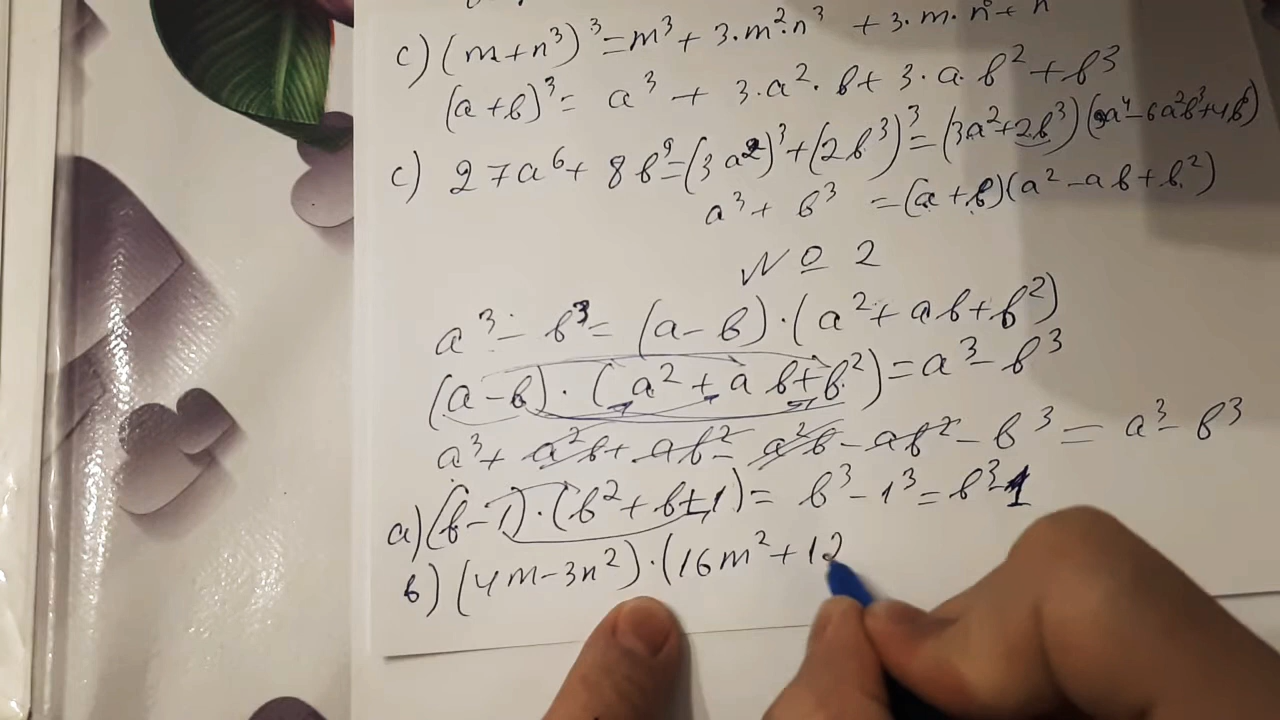 c) (m+n³)³=m³+3·m²·n³ +3·m·n⁶+n
(a+b)³= a³ + 3·a²·b+3·a·b²+b³
c) 27a⁶+8b⁹=(3a²)³+(2b³)³=(3a²+2b³)(9a⁴-6a²b³+4b⁶)
a³+b³ =(a+b)(a²-ab+b²)
№ 2
a³-b³=(a-b)·(a²+ab+b²)
(a-b)·(a²+ab+b²)=a³-b³
a³+a²b+ab²-a²b-ab²-b³=a³-b³
a)(b-1)·(b²+b+1)=b³-1³=b³-1
b)(4m-3n²)·(16m²+12